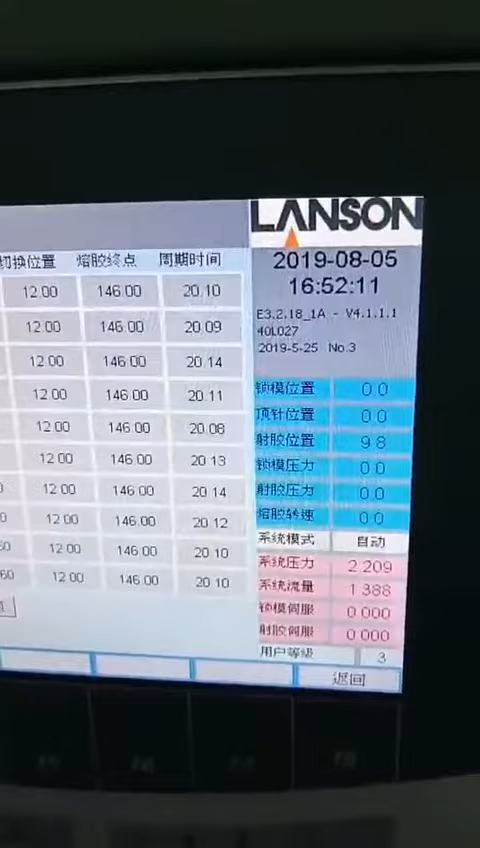 LANSON
2019-08-05
16:52:11
E3.2.18_1A - V4.1.1.1
40L027
2019-5-25 No.3
切换位置 熔胶终点 周期时间
12.00 146.00 20.10
12.00 146.00 20.09
12.00 146.00 20.14
12.00 146.00 20.11
12.00 146.00 20.08
12.00 146.00 20.13
12.00 146.00 20.14
0 12.00 146.00 20.12
50 12.00 146.00 20.10
60 12.00 146.00 20.10
锁模位置 0.0
顶针位置 0.0
射胶位置 9.8
锁模压力 0.0
射胶压力 0.0
熔胶转速 0.0
系统模式 自动
系统压力 2.209
系统流量 1.388
锁模伺服 0.000
射胶伺服 0.000
用户等级 3
返回